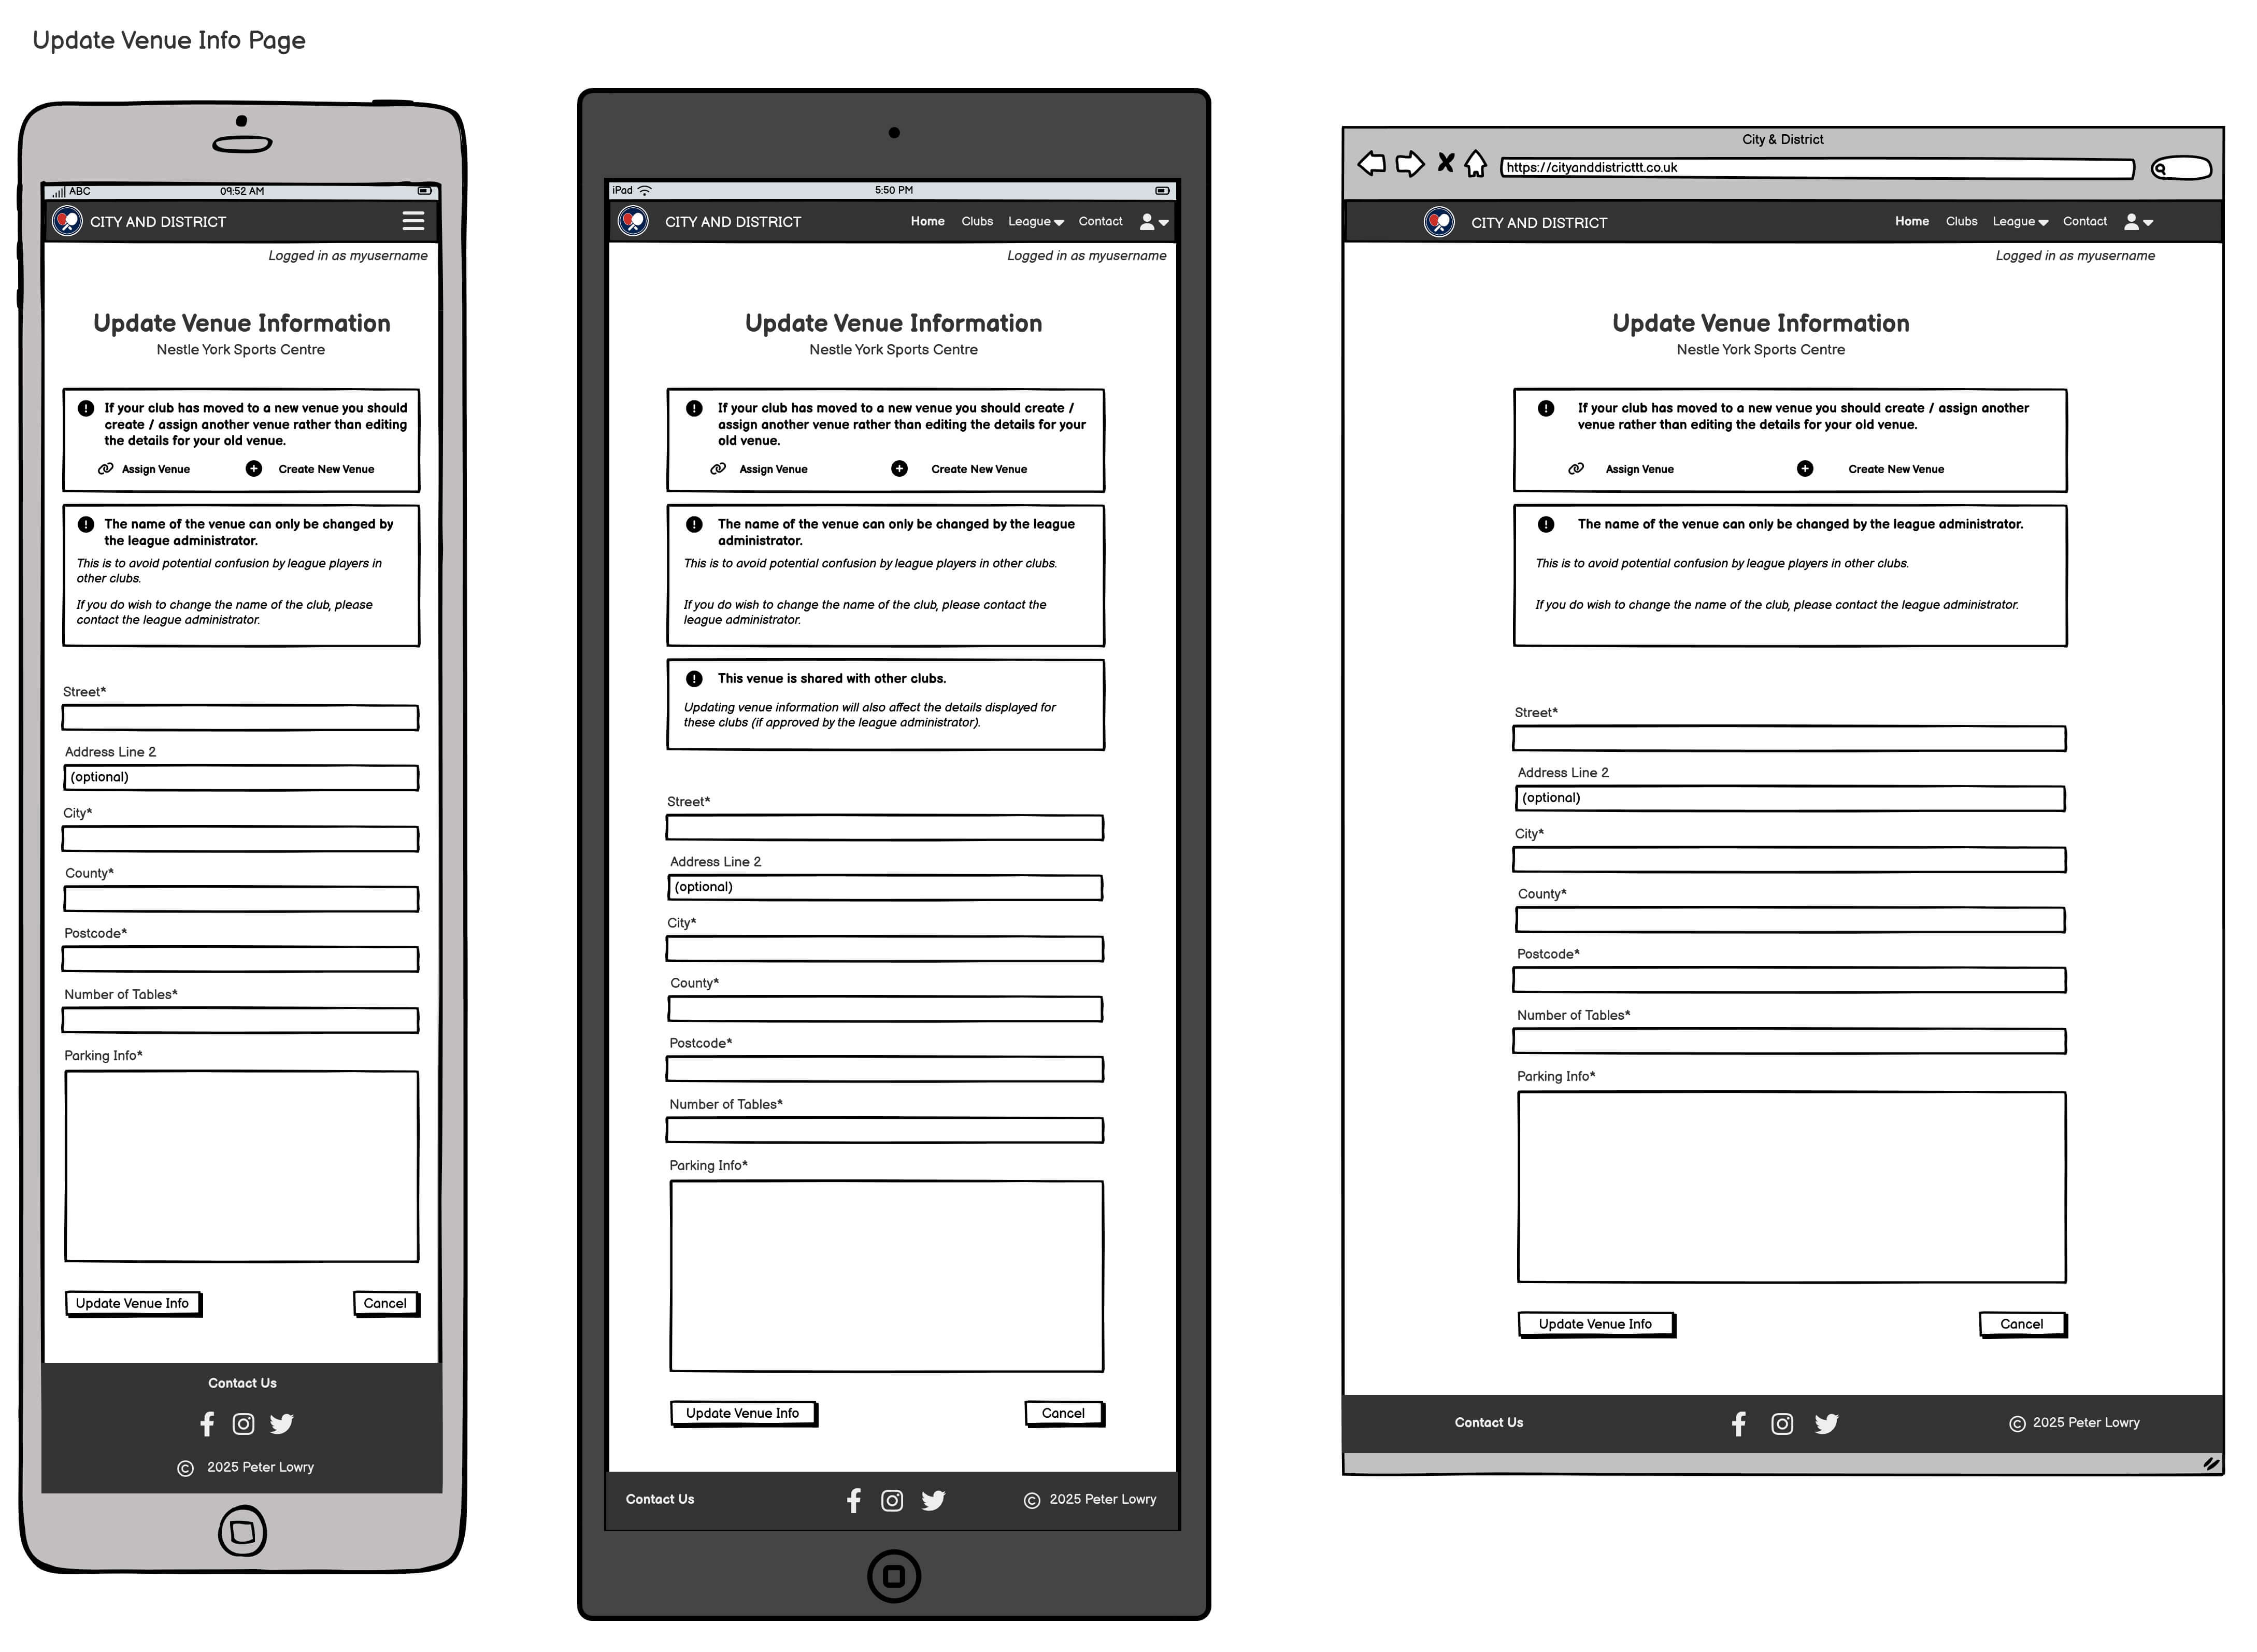 Update Venue Info Page
ABC
09:52 AM
CITY AND DISTRICT
Logged in as myusername
Update Venue Information
Nestle York Sports Centre
If your club has moved to a new venue you should
create / assign another venue rather than editing
the details for your old venue.
Assign Venue
Create New Venue
The name of the venue can only be changed by
the league administrator.
This is to avoid potential confusion by league players in
other clubs.
If you do wish to change the name of the club, please
contact the league administrator.
Street*
Address Line 2
(optional)
City*
County*
Postcode*
Number of Tables*
Parking Info*
Update Venue Info
Cancel
Contact Us
© 2025 Peter Lowry
iPad
5:50 PM
CITY AND DISTRICT
Home
Clubs
League
Contact
Logged in as myusername
Update Venue Information
Nestle York Sports Centre
If your club has moved to a new venue you should create /
assign another venue rather than editing the details for your
old venue.
Assign Venue
Create New Venue
The name of the venue can only be changed by the league
administrator.
This is to avoid potential confusion by league players in other clubs.
If you do wish to change the name of the club, please contact the
league administrator.
This venue is shared with other clubs.
Updating venue information will also affect the details displayed for
these clubs (if approved by the league administrator).
Street*
Address Line 2
(optional)
City*
County*
Postcode*
Number of Tables*
Parking Info*
Update Venue Info
Cancel
Contact Us
© 2025 Peter Lowry
City & District
https://cityanddistricttt.co.uk
CITY AND DISTRICT
Home
Clubs
League
Contact
Logged in as myusername
Update Venue Information
Nestle York Sports Centre
If your club has moved to a new venue you should create / assign another
venue rather than editing the details for your old venue.
Assign Venue
Create New Venue
The name of the venue can only be changed by the league administrator.
This is to avoid potential confusion by league players in other clubs.
If you do wish to change the name of the club, please contact the league administrator.
Street*
Address Line 2
(optional)
City*
County*
Postcode*
Number of Tables*
Parking Info*
Update Venue Info
Cancel
Contact Us
© 2025 Peter Lowry